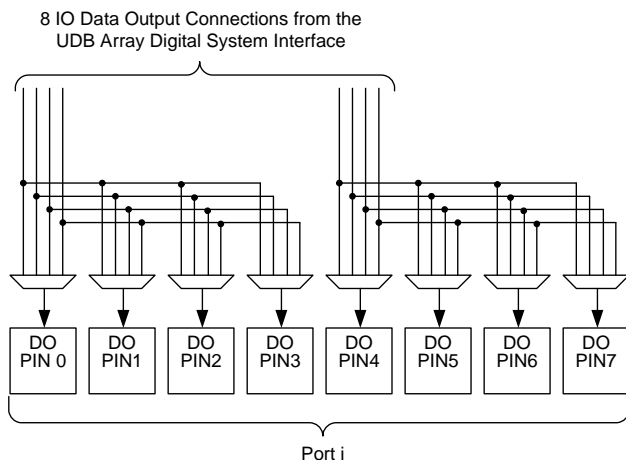 8 IO Data Output Connections from the
UDB Array Digital System Interface
DO
PIN 0
DO
PIN1
DO
PIN2
DO
PIN3
DO
PIN4
DO
PIN5
DO
PIN6
DO
PIN7
Port i